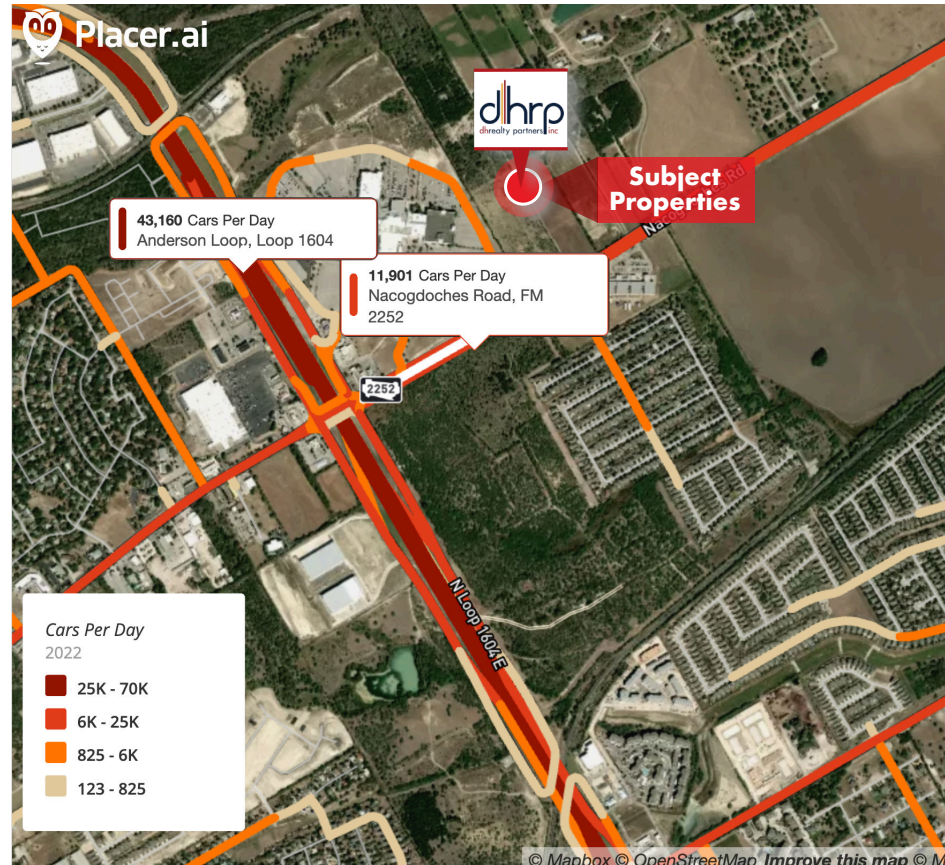 Placer.ai
dhrp
dhrealty partners inc
Subject
Properties
Nacogdoches Rd
43,160 Cars Per Day
Anderson Loop, Loop 1604
11,901 Cars Per Day
Nacogdoches Road, FM
2252
2252
N Loop 1604 E
Cars Per Day
2022
25K - 70K
6K - 25K
825 - 6K
123 - 825
© Mapbox © OpenStreetMap Improve this map © M